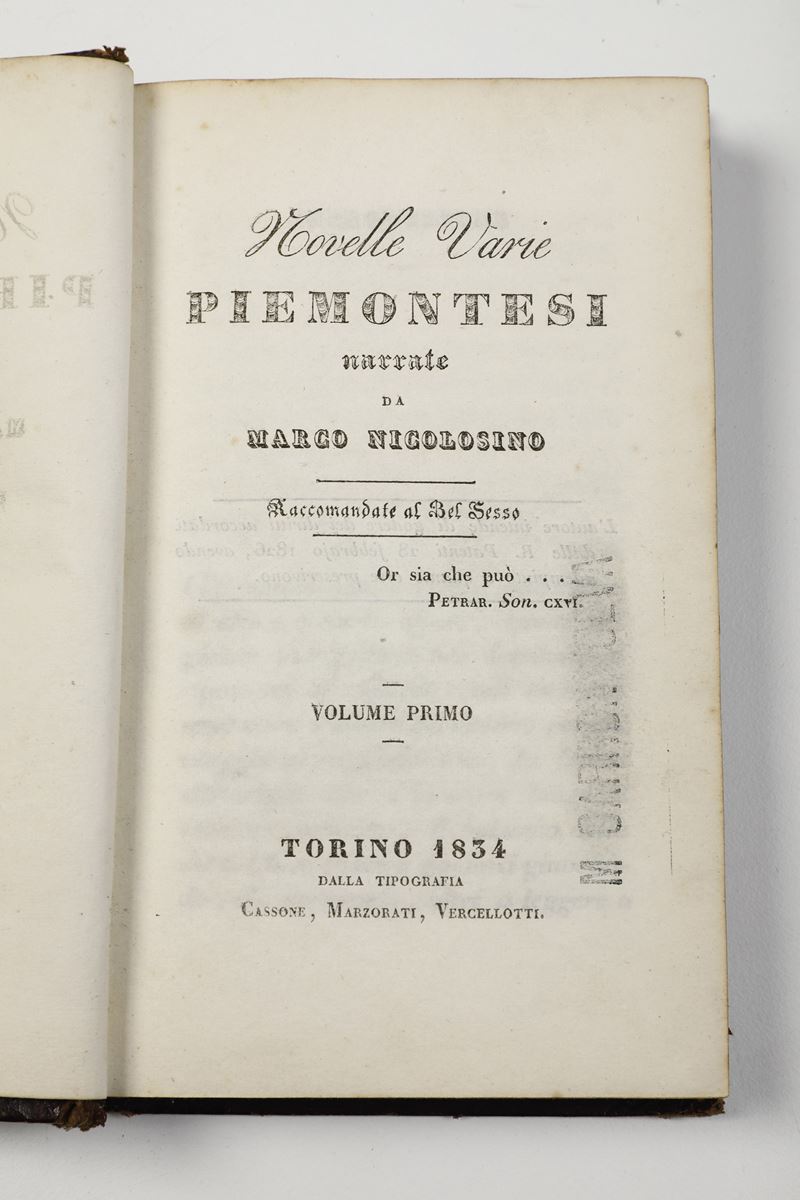 Novelle Varie
PIEMONTESI
narrate
DA
MARCO NICOLOSINO
Raccomandate al Bel Sesso
Or sia che può . . .
PETRAR. Son. CXVI.
VOLUME PRIMO
TORINO 1834
DALLA TIPOGRAFIA
CASSONE, MARZORATI, VERCELLOTTI.